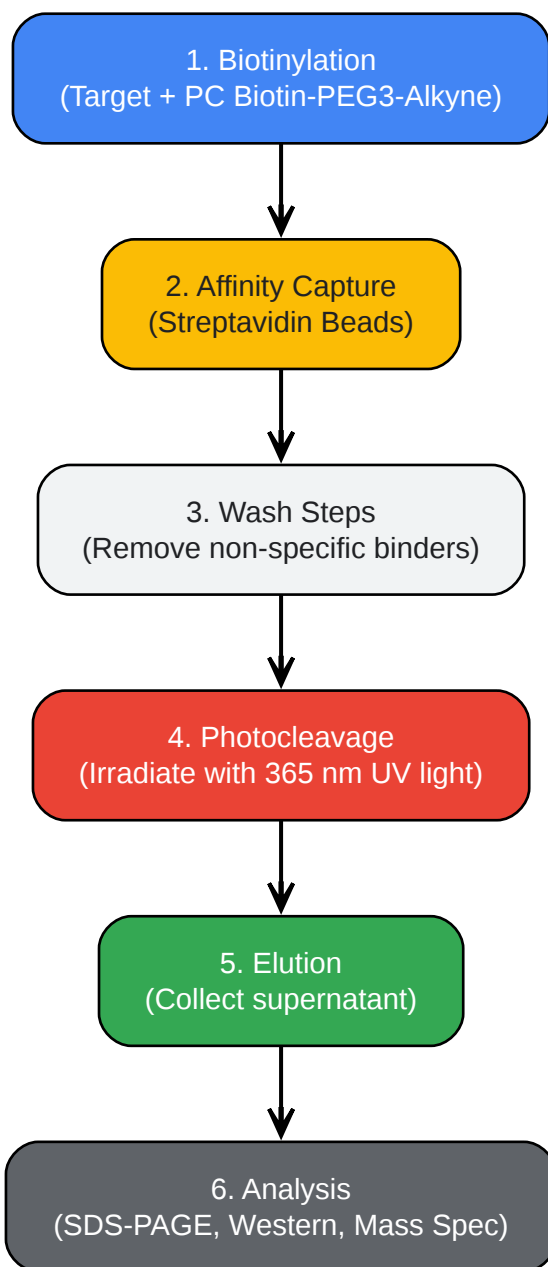 1. Biotinylation
(Target + PC Biotin-PEG3-Alkyne)
2. Affinity Capture
(Streptavidin Beads)
3. Wash Steps
(Remove non-specific binders)
4. Photocleavage
(Irradiate with 365 nm UV light)
5. Elution
(Collect supernatant)
6. Analysis
(SDS-PAGE, Western, Mass Spec)